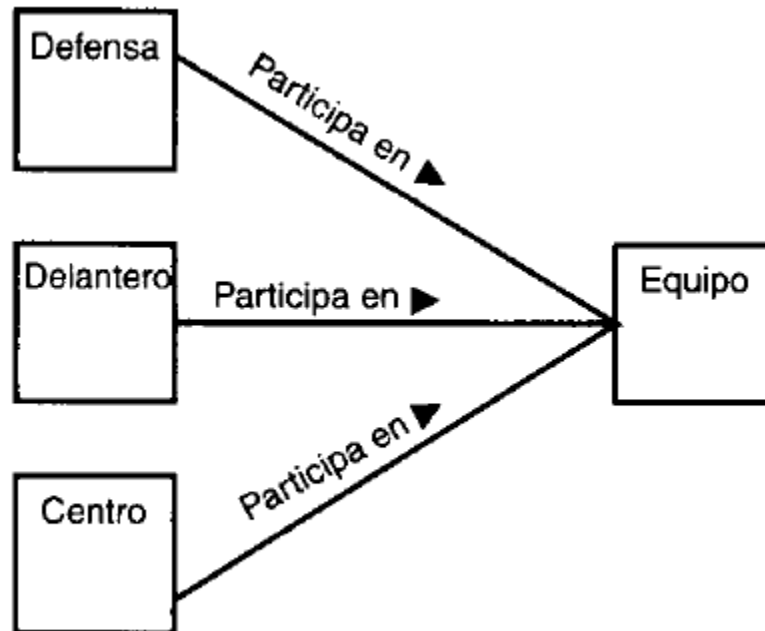 Defensa
Participa en ▶
Delantero
Participa en ▶
Equipo
Centro
Participa en ▶